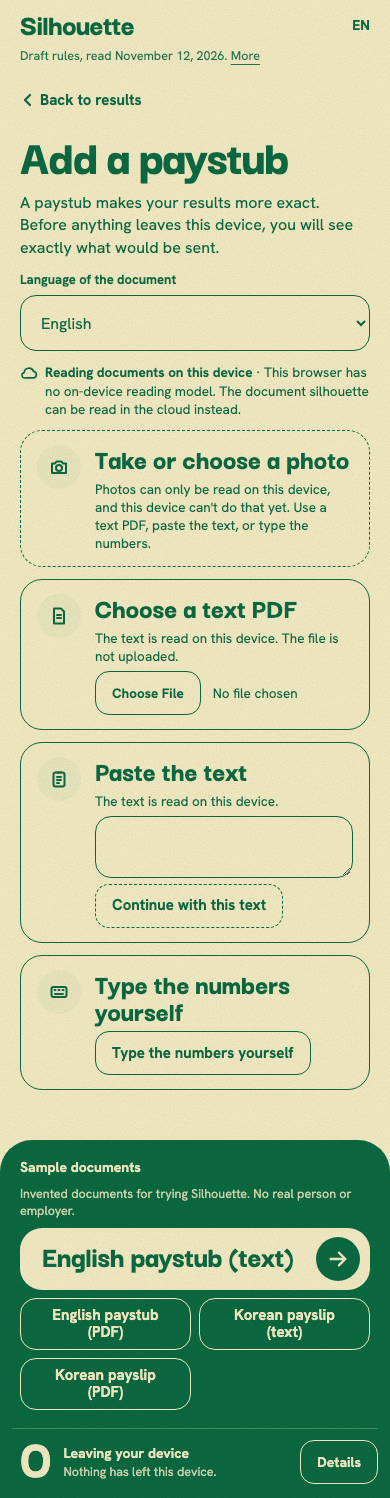 Silhouette
EN
Draft rules, read November 12, 2026. More
Back to results
Add a paystub
A paystub makes your results more exact.
Before anything leaves this device, you will see
exactly what would be sent.
Language of the document
English
Reading documents on this device · This browser has
no on-device reading model. The document silhouette
can be read in the cloud instead.
Take or choose a photo
Photos can only be read on this device,
and this device can't do that yet. Use a
text PDF, paste the text, or type the
numbers.
Choose a text PDF
The text is read on this device. The file is
not uploaded.
Choose File
No file chosen
Paste the text
The text is read on this device.
Continue with this text
Type the numbers
yourself
Type the numbers yourself
Sample documents
Invented documents for trying Silhouette. No real person or
employer.
English paystub (text)
English paystub
(PDF)
Korean payslip
(text)
Korean payslip
(PDF)
0
Leaving your device
Nothing has left this device.
Details